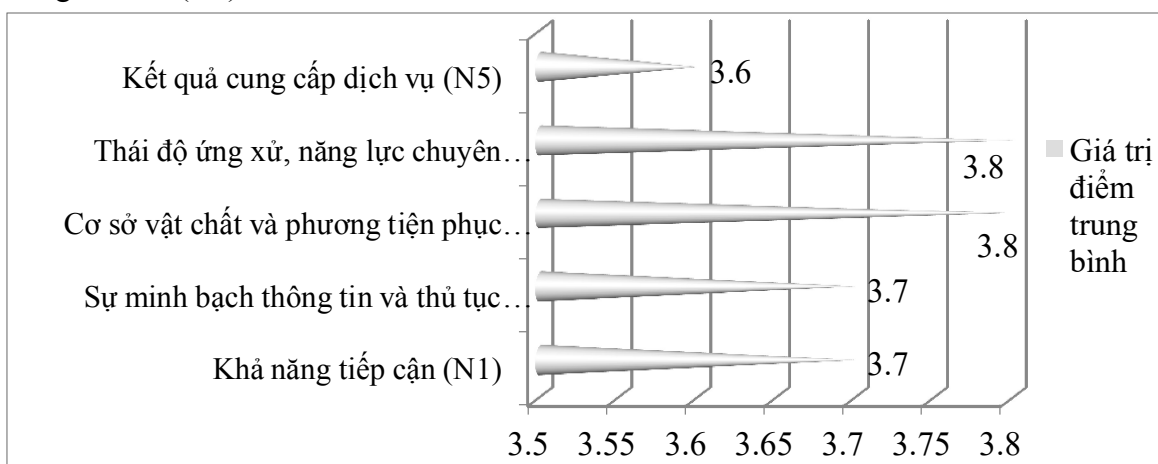 Kết quả cung cấp dịch vụ (N5)
3.6
Thái độ ứng xử, năng lực chuyên…
3.8
Cơ sở vật chất và phương tiện phục…
3.8
Sự minh bạch thông tin và thủ tục…
3.7
Khả năng tiếp cận (N1)
3.7
3.5 3.55 3.6 3.65 3.7 3.75 3.8
Giá trị
điểm
trung
bình